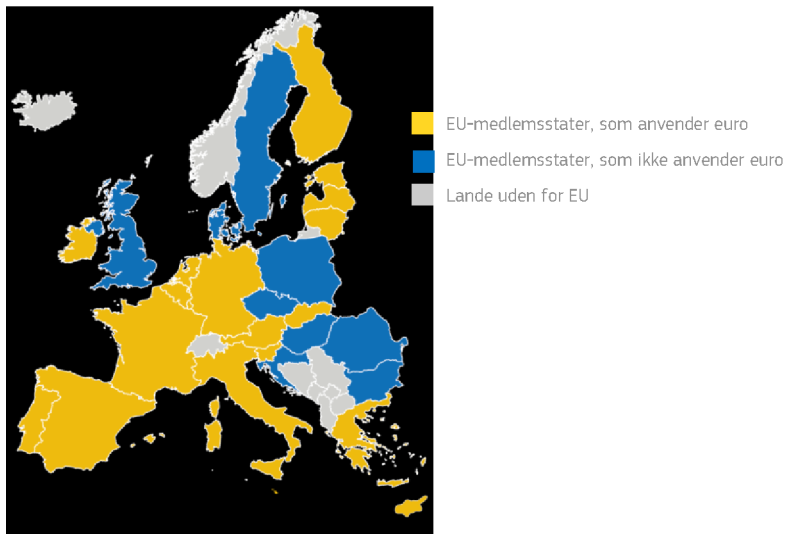 EU-medlemsstater, som anvender euro
EU-medlemsstater, som ikke anvender euro
Lande uden for EU